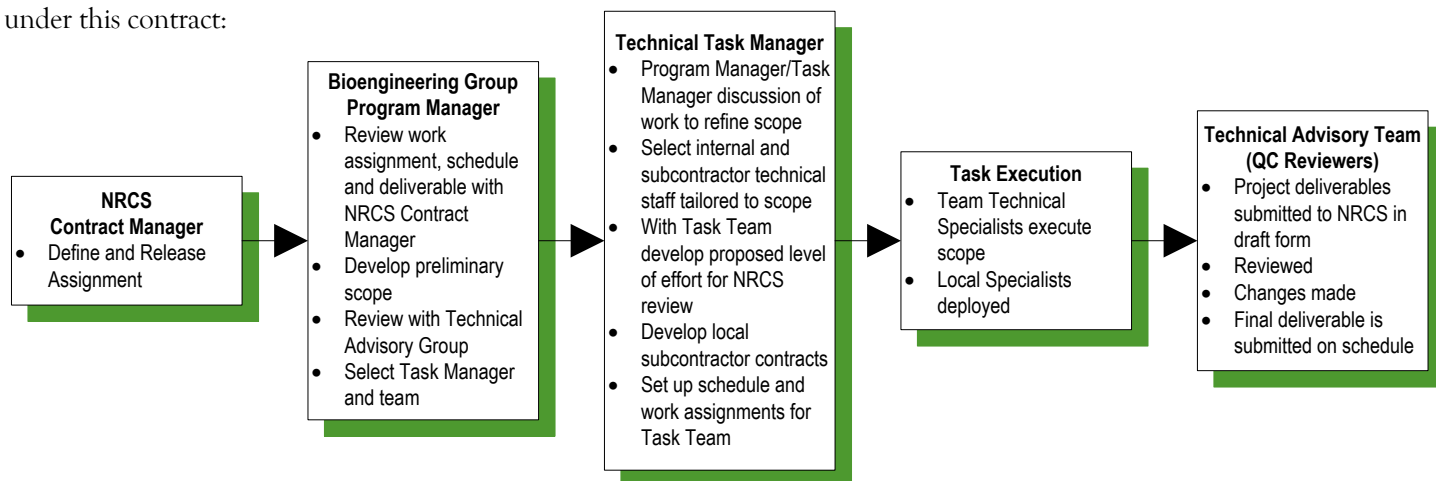 under this contract:
NRCS
Contract Manager
● Define and Release
Assignment
Bioengineering Group
Program Manager
● Review work
assignment, schedule
and deliverable with
NRCS Contract
Manager
● Develop preliminary
scope
● Review with Technical
Advisory Group
● Select Task Manager
and team
Technical Task Manager
● Program Manager/Task
Manager discussion of
work to refine scope
● Select internal and
subcontractor technical
staff tailored to scope
● With Task Team
develop proposed level
of effort for NRCS
review
● Develop local
subcontractor contracts
● Set up schedule and
work assignments for
Task Team
Task Execution
● Team Technical
Specialists execute
scope
● Local Specialists
deployed
Technical Advisory Team
(QC Reviewers)
● Project deliverables
submitted to NRCS in
draft form
● Reviewed
● Changes made
● Final deliverable is
submitted on schedule